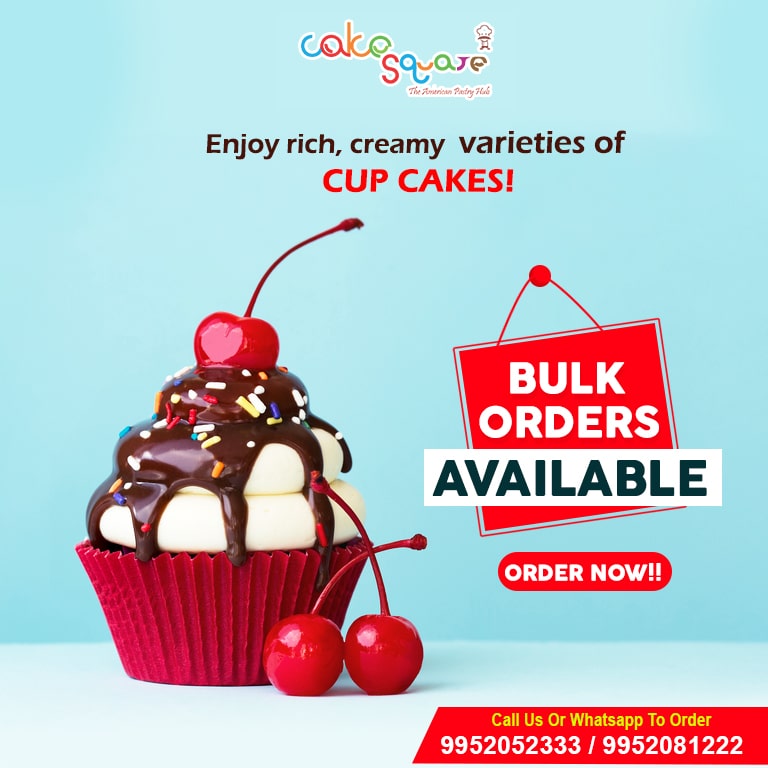 cake
square
The American Pastry Hub
Enjoy rich, creamy varieties of
CUP CAKES!
BULK
ORDERS
AVAILABLE
ORDER NOW!!
Call Us Or Whatsapp To Order
9952052333 / 9952081222